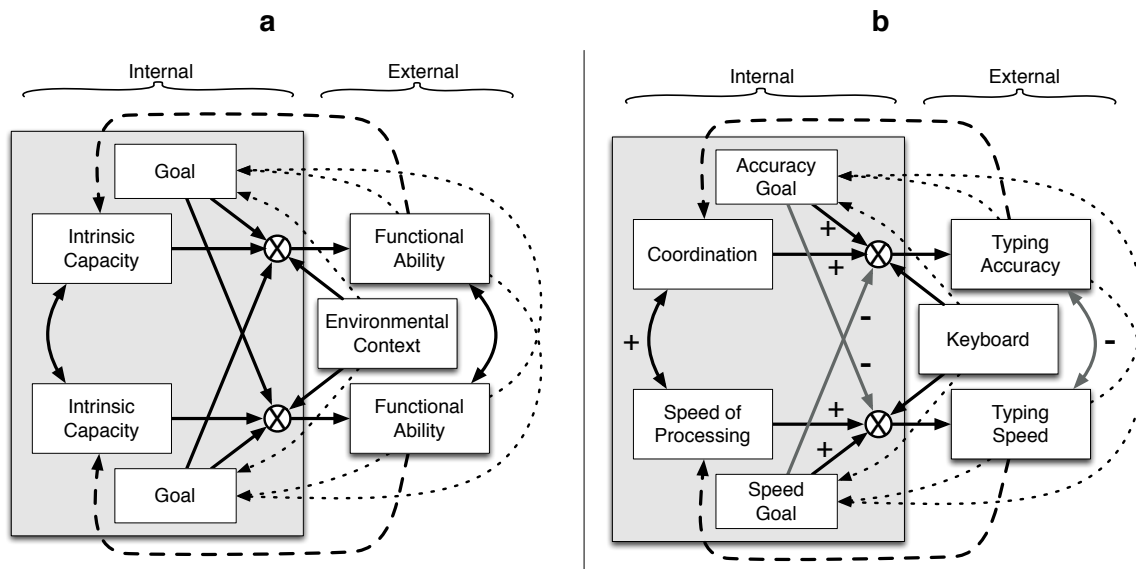 a
Internal
External
Goal
Intrinsic
Capacity
X
Functional
Ability
Environmental
Context
Intrinsic
Capacity
X
Functional
Ability
Goal
b
Internal
External
Accuracy
Goal
+
Coordination
+
X
Typing
Accuracy
-
+
Keyboard
-
-
Speed of
Processing
+
X
Typing
Speed
+
Speed
Goal